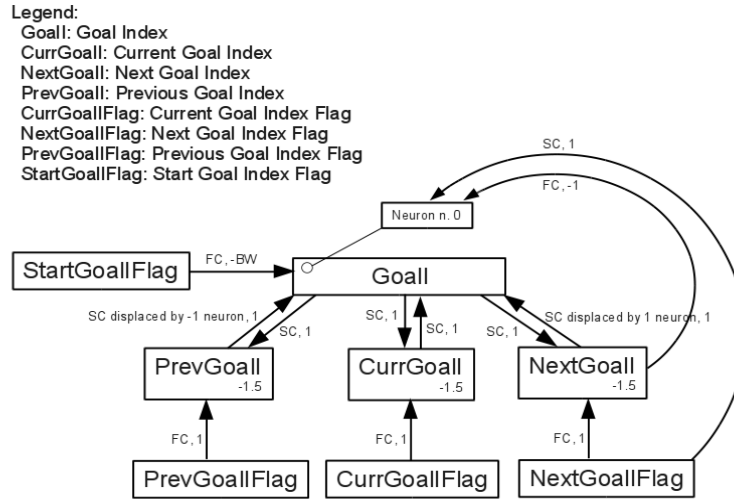 Legend:
GoalI: Goal Index
CurrGoalI: Current Goal Index
NextGoalI: Next Goal Index
PrevGoalI: Previous Goal Index
CurrGoalIFlag: Current Goal Index Flag
NextGoalIFlag: Next Goal Index Flag
PrevGoalIFlag: Previous Goal Index Flag
StartGoalIFlag: Start Goal Index Flag
SC, 1
FC, -1
Neuron n. 0
FC, -BW
StartGoalIFlag
GoalI
SC displaced by -1 neuron, 1
SC, 1
SC, 1
SC, 1
SC, 1
SC displaced by 1 neuron, 1
PrevGoalI
-1.5
CurrGoalI
-1.5
NextGoalI
-1.5
FC, 1
FC, 1
FC, 1
PrevGoalIFlag
CurrGoalIFlag
NextGoalIFlag